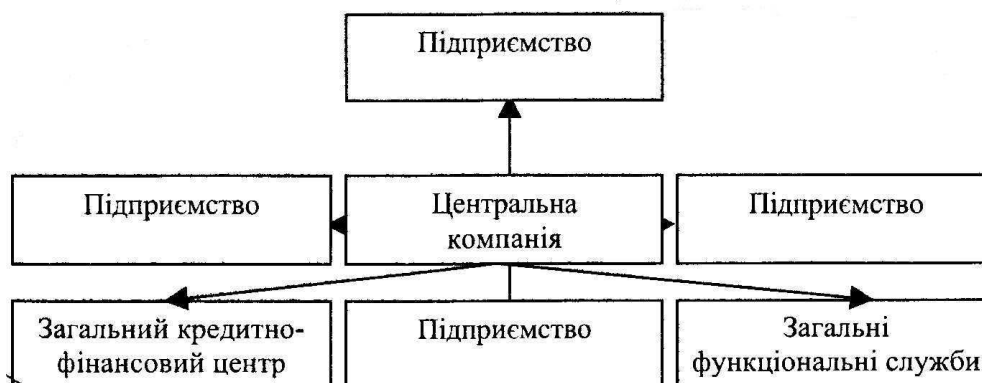 Підприємство
Підприємство
Центральна
компанія
Підприємство
Загальний кредитно-
фінансовий центр
Підприємство
Загальні
функціональні служби